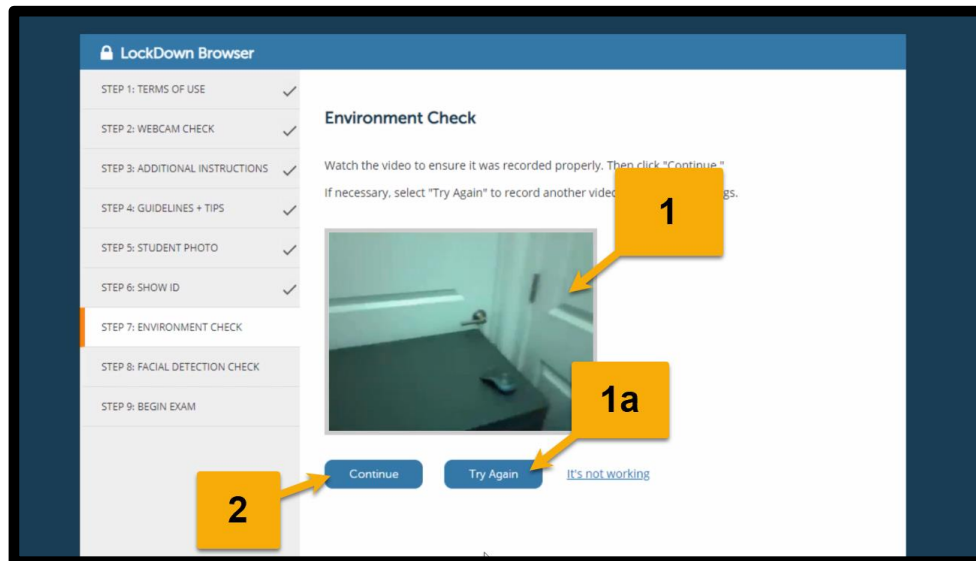 LockDown Browser
STEP 1: TERMS OF USE
STEP 2: WEBCAM CHECK
STEP 3: ADDITIONAL INSTRUCTIONS
STEP 4: GUIDELINES + TIPS
STEP 5: STUDENT PHOTO
STEP 6: SHOW ID
STEP 7: ENVIRONMENT CHECK
STEP 8: FACIAL DETECTION CHECK
STEP 9: BEGIN EXAM
Environment Check
Watch the video to ensure it was recorded properly. Then click "Continue."
If necessary, select "Try Again" to record another
1
1a
Continue
Try Again
It's not working
2